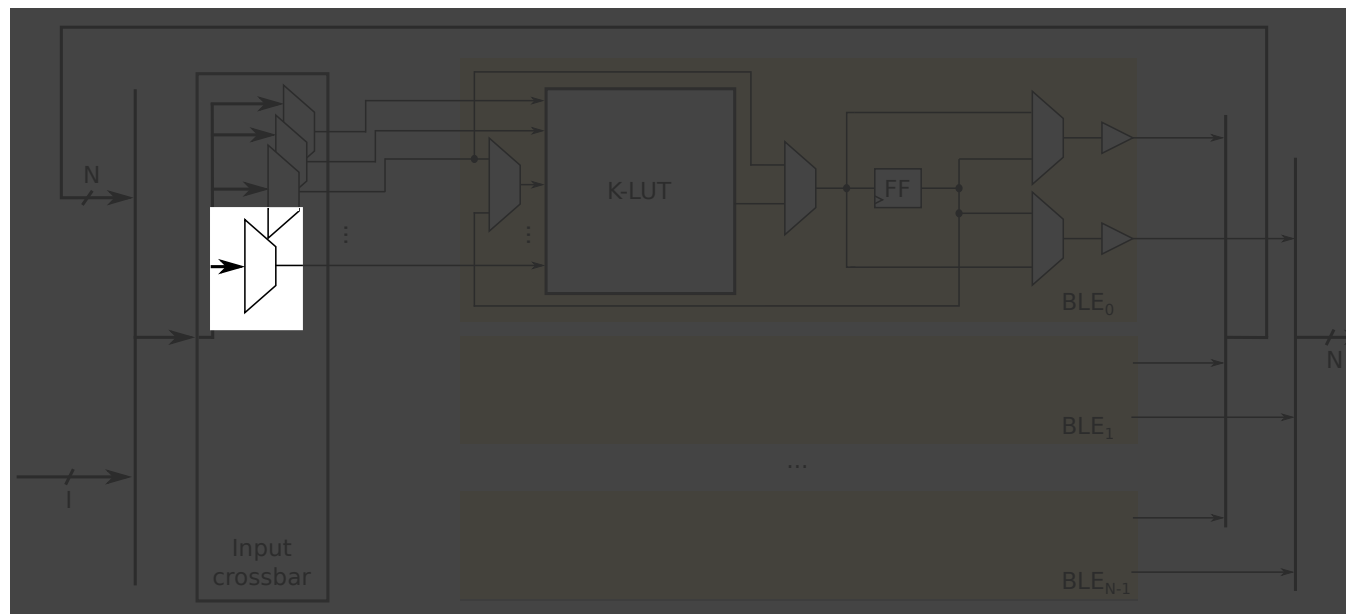 N
K-LUT
FF
⋮
⋮
BLE0
N
BLE1
...
I
Input
crossbar
BLEN-1